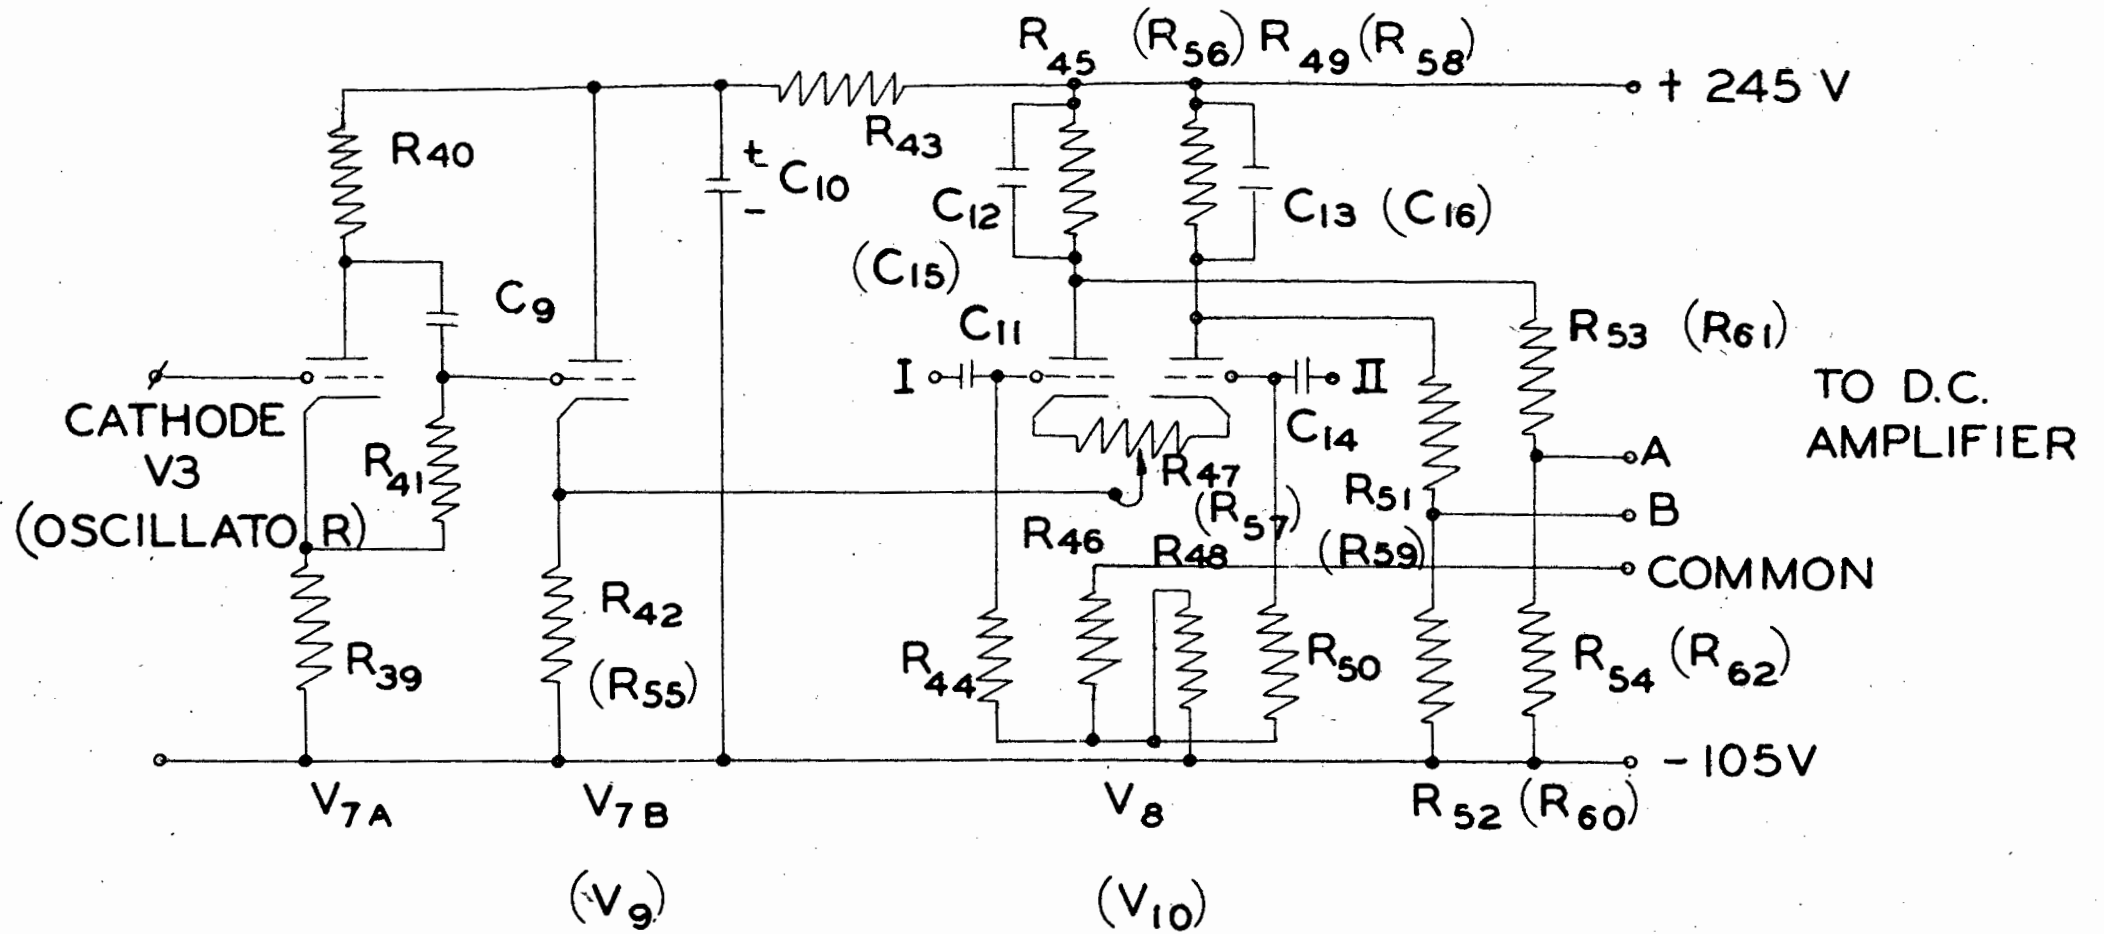 R45 (R56) R49 (R58)
+ 245 V
R40
R43
+ C10 -
C12
C13 (C16)
(C15)
C9
C11
R53 (R61)
I
II
TO D.C.
AMPLIFIER
CATHODE
V3
(OSCILLATOR)
C14
R41
R47
(R57)
A
R51
B
R46
R48
(R59)
COMMON
R42
(R55)
R39
R44
R50
R54 (R62)
-105V
V7A
V7B
V8
R52 (R60)
(V9)
(V10)